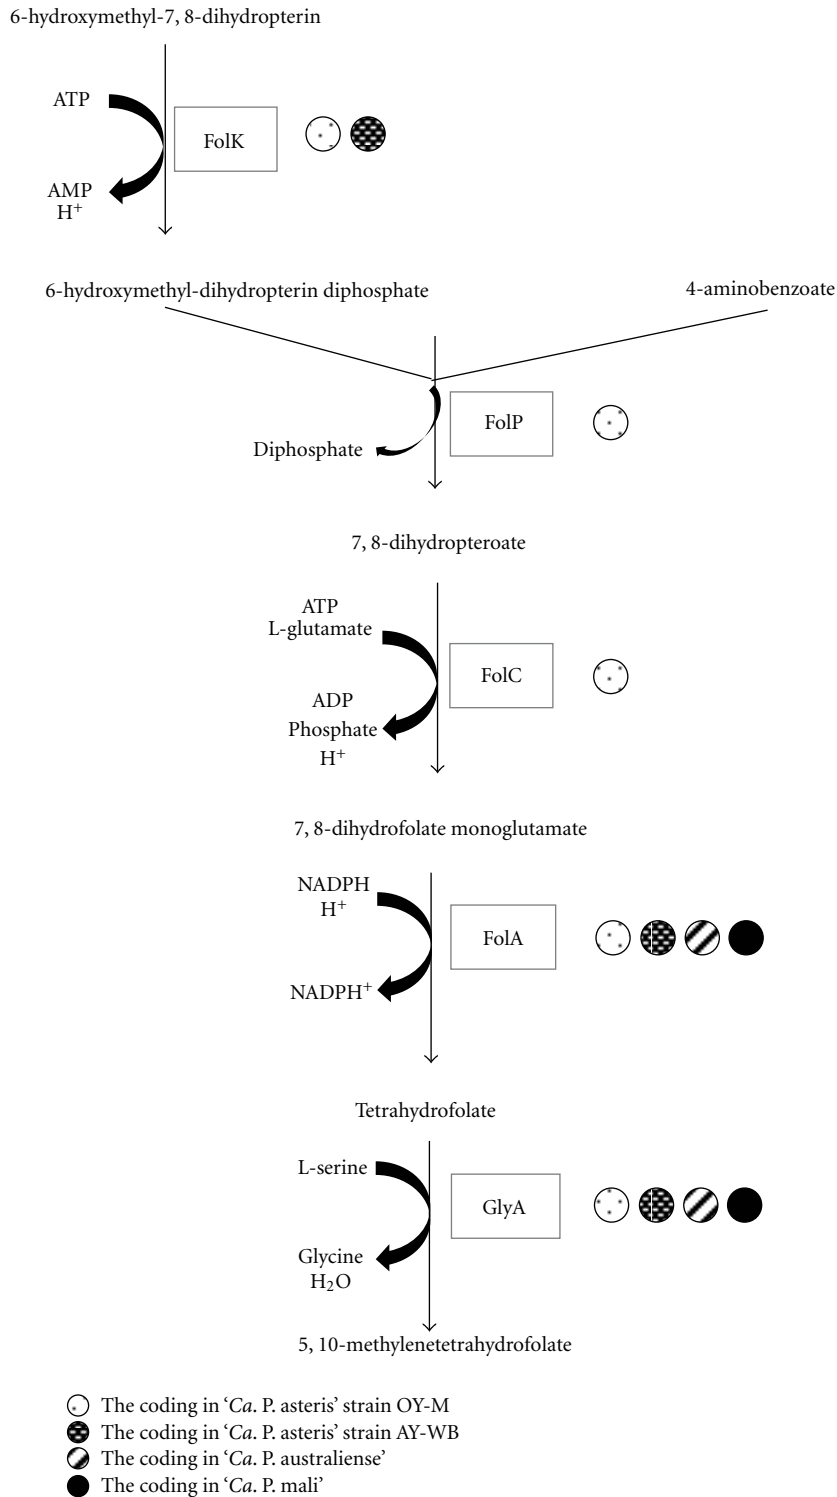 6-hydroxymethyl-7, 8-dihydropterin
ATP
FolK
AMP
H+
6-hydroxymethyl-dihydropterin diphosphate
4-aminobenzoate
FolP
Diphosphate
7, 8-dihydropteroate
ATP
L-glutamate
FolC
ADP
Phosphate
H+
7, 8-dihydrofolate monoglutamate
NADPH
H+
FolA
NADPH+
Tetrahydrofolate
L-serine
GlyA
Glycine
H2O
5, 10-methylenetetrahydrofolate
The coding in ‘Ca. P. asteris’ strain OY-M
The coding in ‘Ca. P. asteris’ strain AY-WB
The coding in ‘Ca. P. australiense’
The coding in ‘Ca. P. mali’